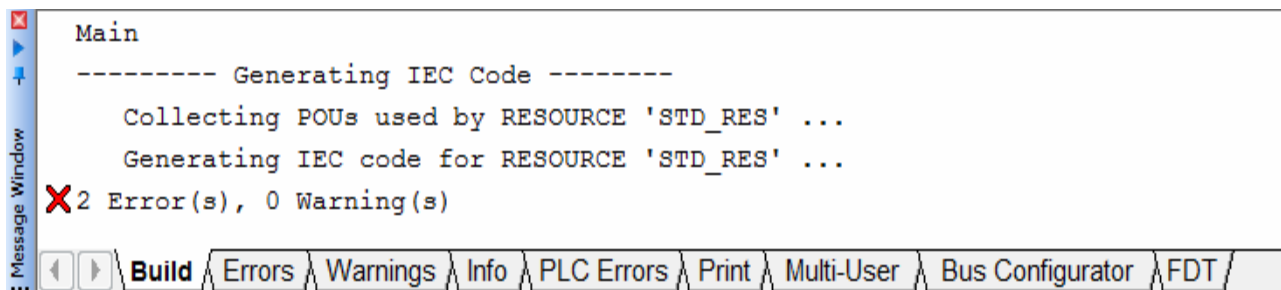 Main
--------- Generating IEC Code --------
Collecting POUs used by RESOURCE 'STD_RES' ...
Generating IEC code for RESOURCE 'STD_RES' ...
2 Error(s), 0 Warning(s)
Message Window
Build Errors Warnings Info PLC Errors Print Multi-User Bus Configurator FDT